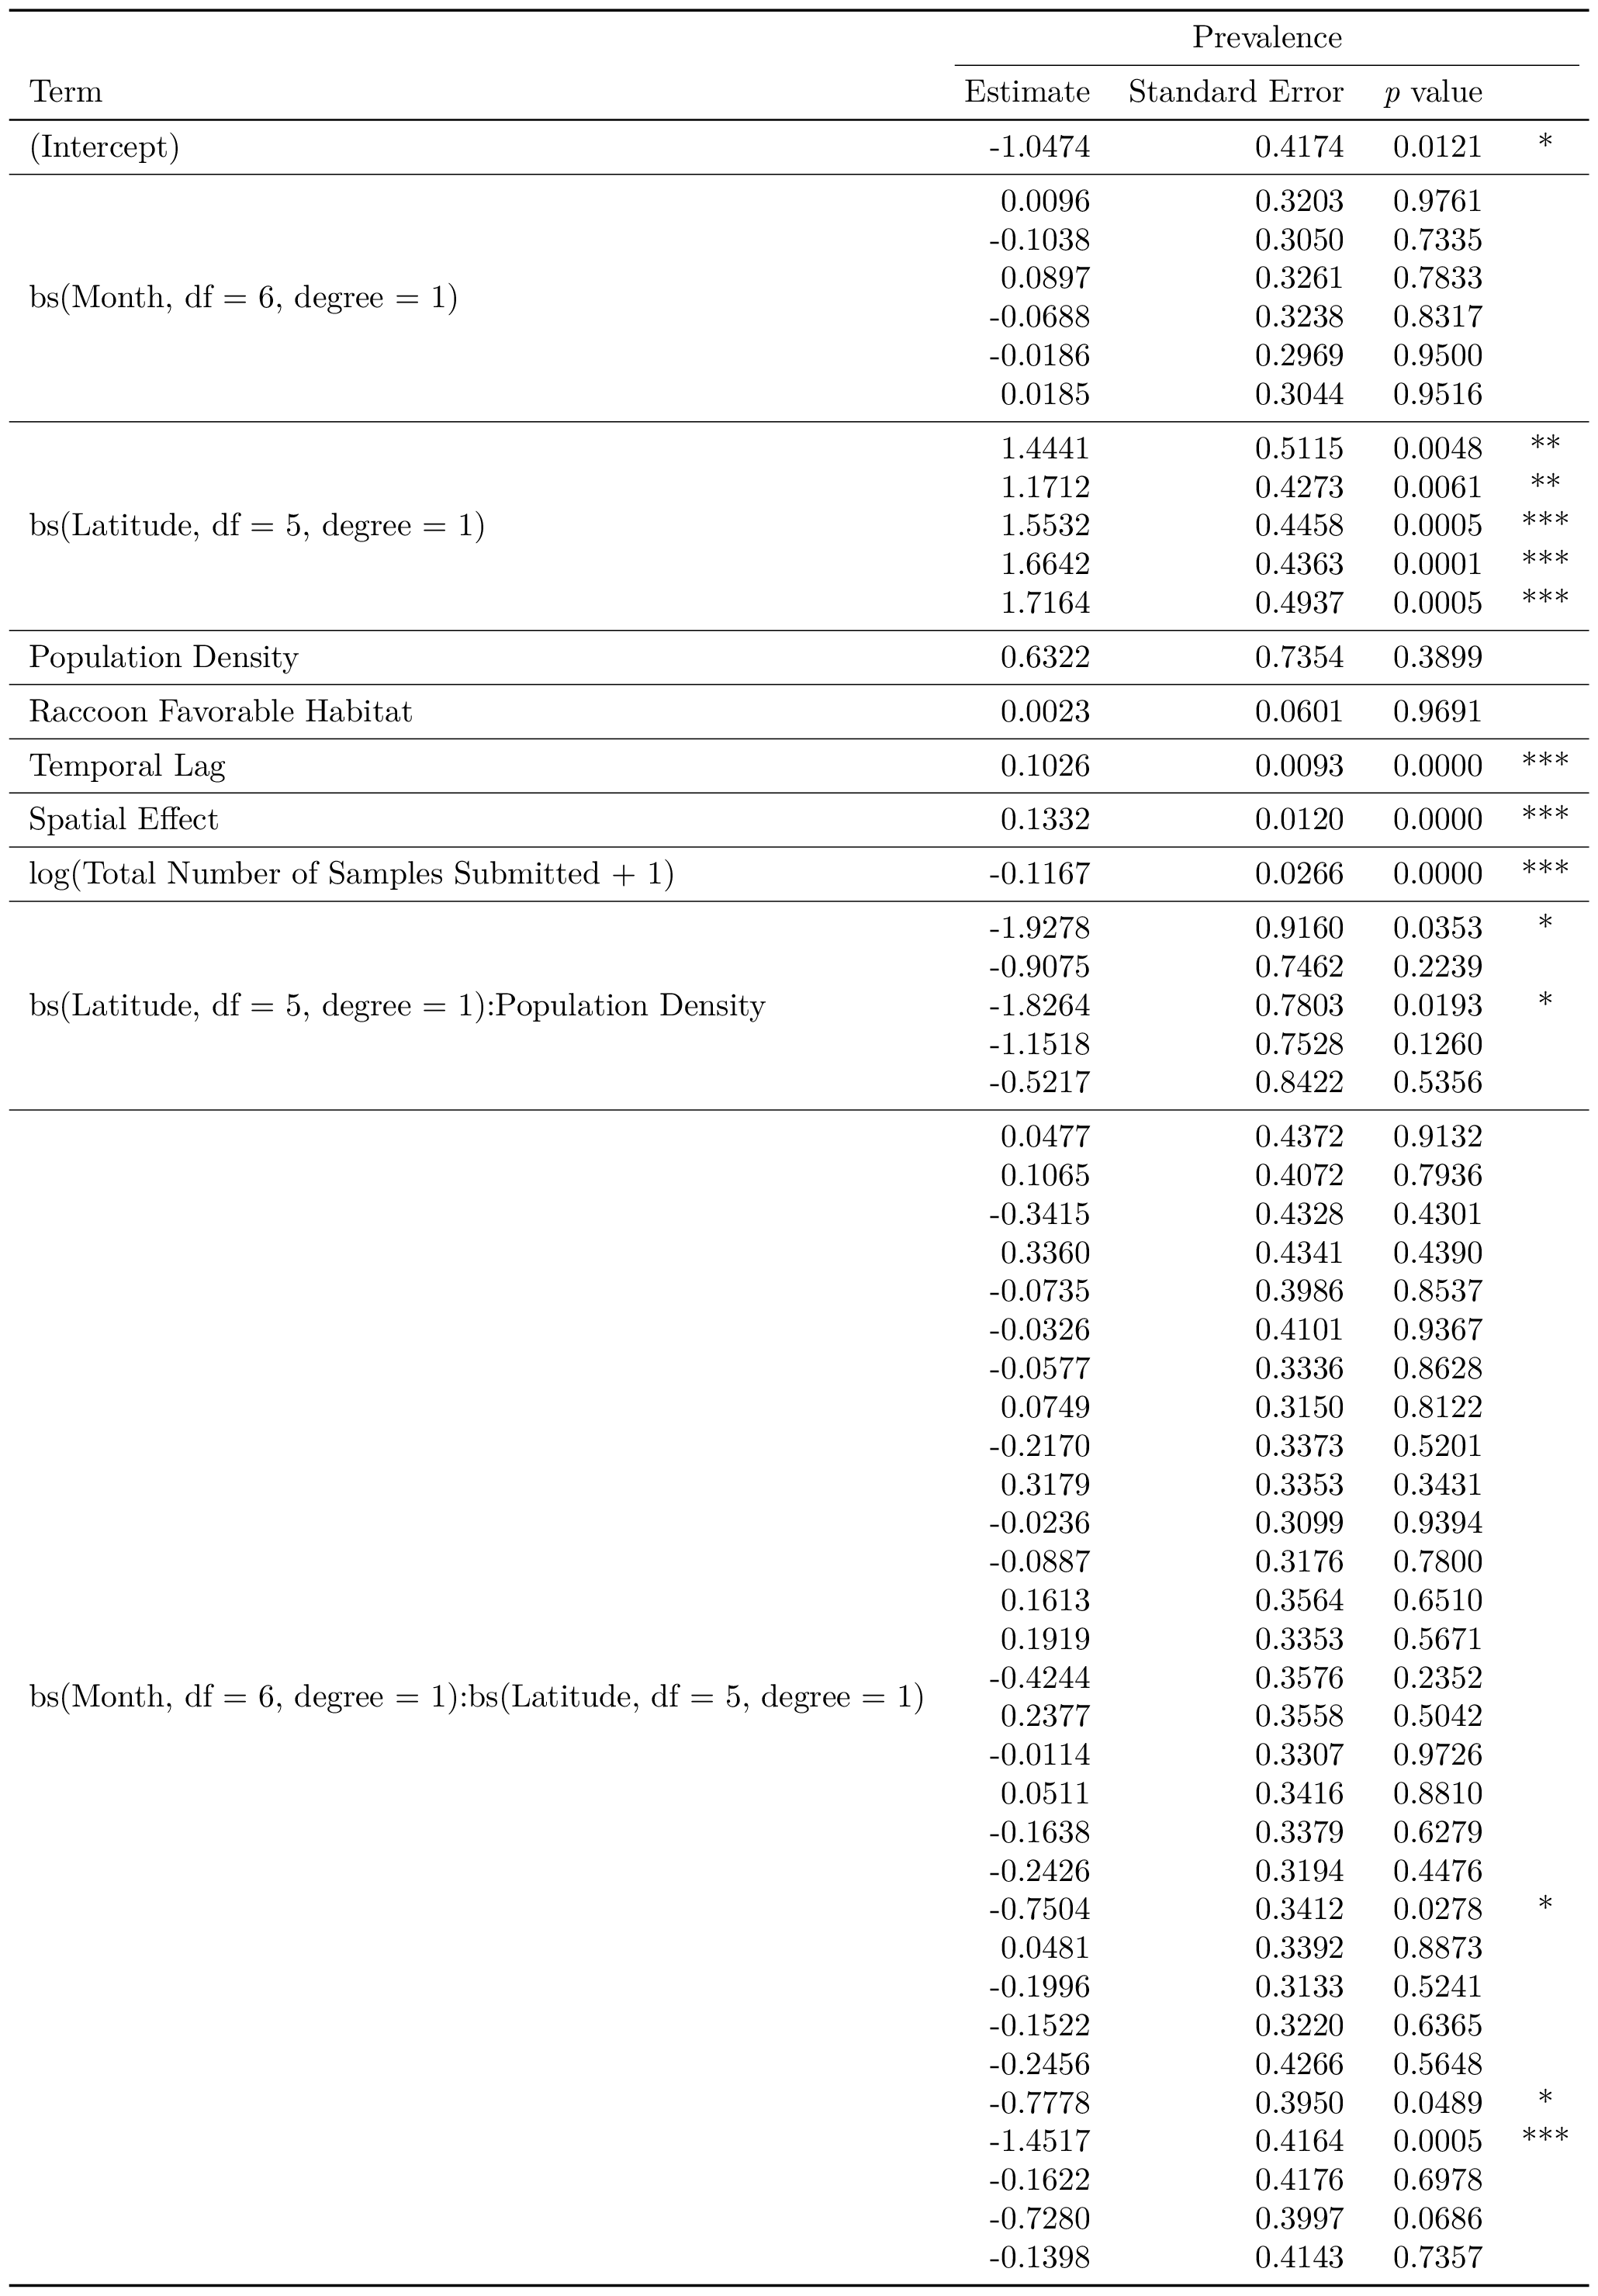 Prevalence
Term Estimate Standard Error p value
(Intercept) -1.0474 0.4174 0.0121 *
0.0096 0.3203 0.9761
-0.1038 0.3050 0.7335
0.0897 0.3261 0.7833
bs(Month, df = 6, degree = 1)
-0.0688 0.3238 0.8317
-0.0186 0.2969 0.9500
0.0185 0.3044 0.9516
1.4441 0.5115 0.0048 **
1.1712 0.4273 0.0061 **
bs(Latitude, df = 5, degree = 1) 1.5532 0.4458 0.0005 ***
1.6642 0.4363 0.0001 ***
1.7164 0.4937 0.0005 ***
Population Density 0.6322 0.7354 0.3899
Raccoon Favorable Habitat 0.0023 0.0601 0.9691
Temporal Lag 0.1026 0.0093 0.0000 ***
Spatial Effect 0.1332 0.0120 0.0000 ***
log(Total Number of Samples Submitted + 1) -0.1167 0.0266 0.0000 ***
-1.9278 0.9160 0.0353 *
-0.9075 0.7462 0.2239
bs(Latitude, df = 5, degree = 1):Population Density -1.8264 0.7803 0.0193 *
-1.1518 0.7528 0.1260
-0.5217 0.8422 0.5356
0.0477 0.4372 0.9132
0.1065 0.4072 0.7936
-0.3415 0.4328 0.4301
0.3360 0.4341 0.4390
-0.0735 0.3986 0.8537
-0.0326 0.4101 0.9367
-0.0577 0.3336 0.8628
0.0749 0.3150 0.8122
-0.2170 0.3373 0.5201
0.3179 0.3353 0.3431
-0.0236 0.3099 0.9394
-0.0887 0.3176 0.7800
0.1613 0.3564 0.6510
0.1919 0.3353 0.5671
-0.4244 0.3576 0.2352
bs(Month, df = 6, degree = 1):bs(Latitude, df = 5, degree = 1)
0.2377 0.3558 0.5042
-0.0114 0.3307 0.9726
0.0511 0.3416 0.8810
-0.1638 0.3379 0.6279
-0.2426 0.3194 0.4476
-0.7504 0.3412 0.0278 *
0.0481 0.3392 0.8873
-0.1996 0.3133 0.5241
-0.1522 0.3220 0.6365
-0.2456 0.4266 0.5648
-0.7778 0.3950 0.0489 *
-1.4517 0.4164 0.0005 ***
-0.1622 0.4176 0.6978
-0.7280 0.3997 0.0686
-0.1398 0.4143 0.7357